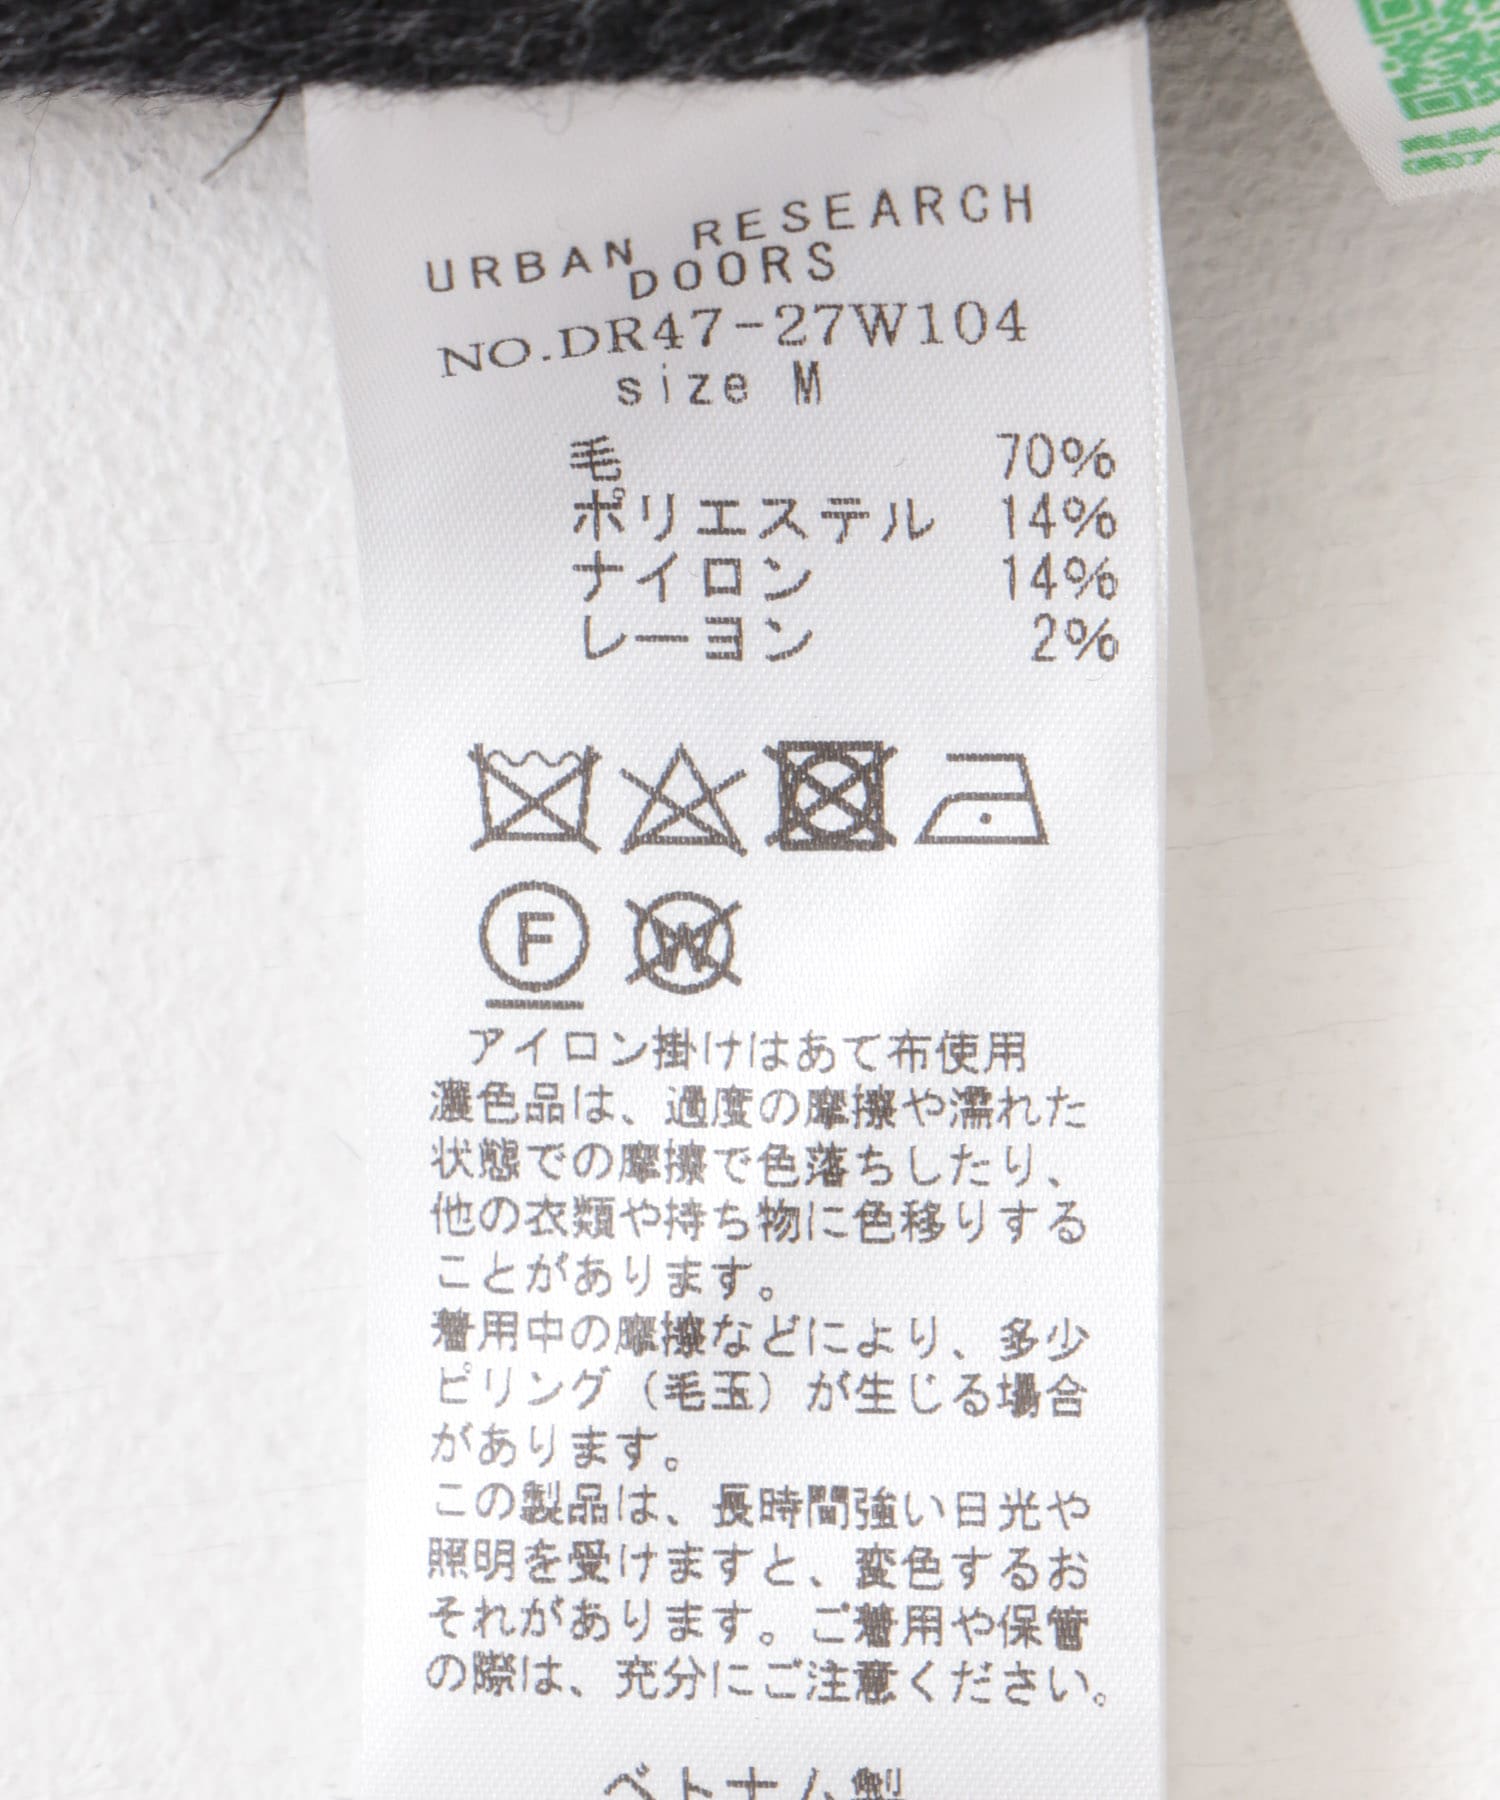 URBAN RESEARCH
DOORS
NO.DR47-27W104
size M
毛 70%
ポリエステル 14%
ナイロン 14%
レーヨン 2%
F
W
アイロン掛けはあて布使用
濃色品は、過度の摩擦や濡れた
状態での摩擦で色落ちしたり、
他の衣類や持ち物に色移りする
ことがあります。
着用中の摩擦などにより、多少
ピリング（毛玉）が生じる場合
があります。
この製品は、長時間強い日光や
照明を受けますと、変色するお
それがあります。ご着用や保管
の際は、充分にご注意ください。
ベトナム製